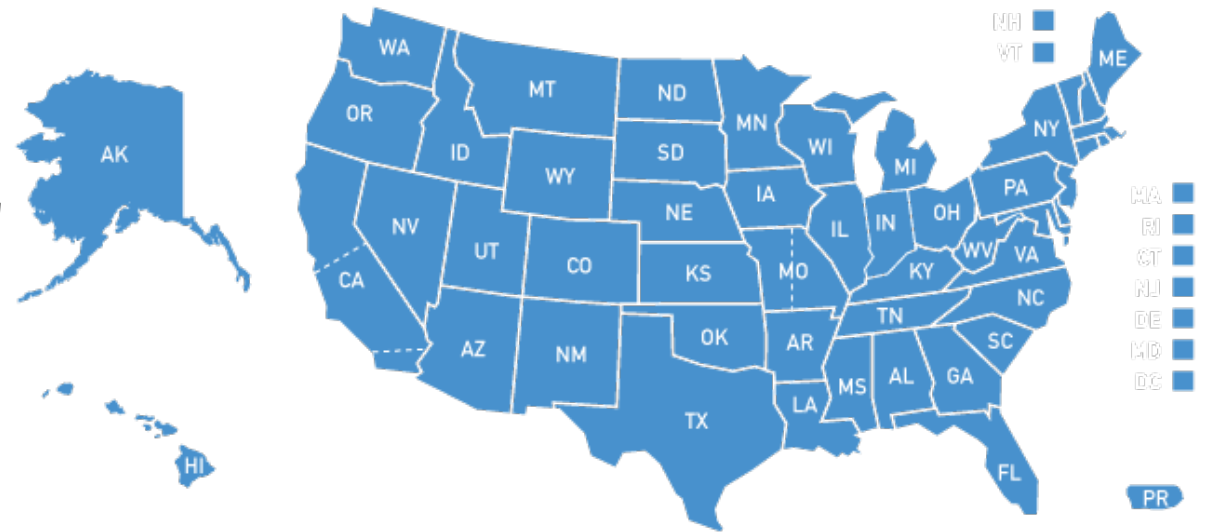 NH
VT
WA
ME
MT
ND
OR
MN
NY
WI
AK
ID
SD
MI
WY
PA
IA
MA
NE
OH
IN
NV
RI
IL
UT
WV
VA
CT
CO
KS
MO
KY
CA
NJ
NC
TN
DE
OK
SC
AR
AZ
NM
MD
GA
AL
MS
DC
LA
TX
HI
FL
PR